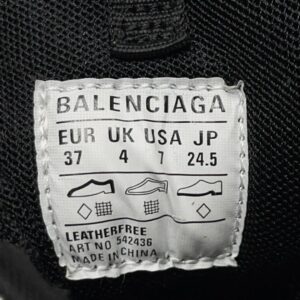 BALENCIAGA
EUR UK USA JP
37 4 7 24.5
LEATHERFREE
ART NO 542436
MADE IN CHINA